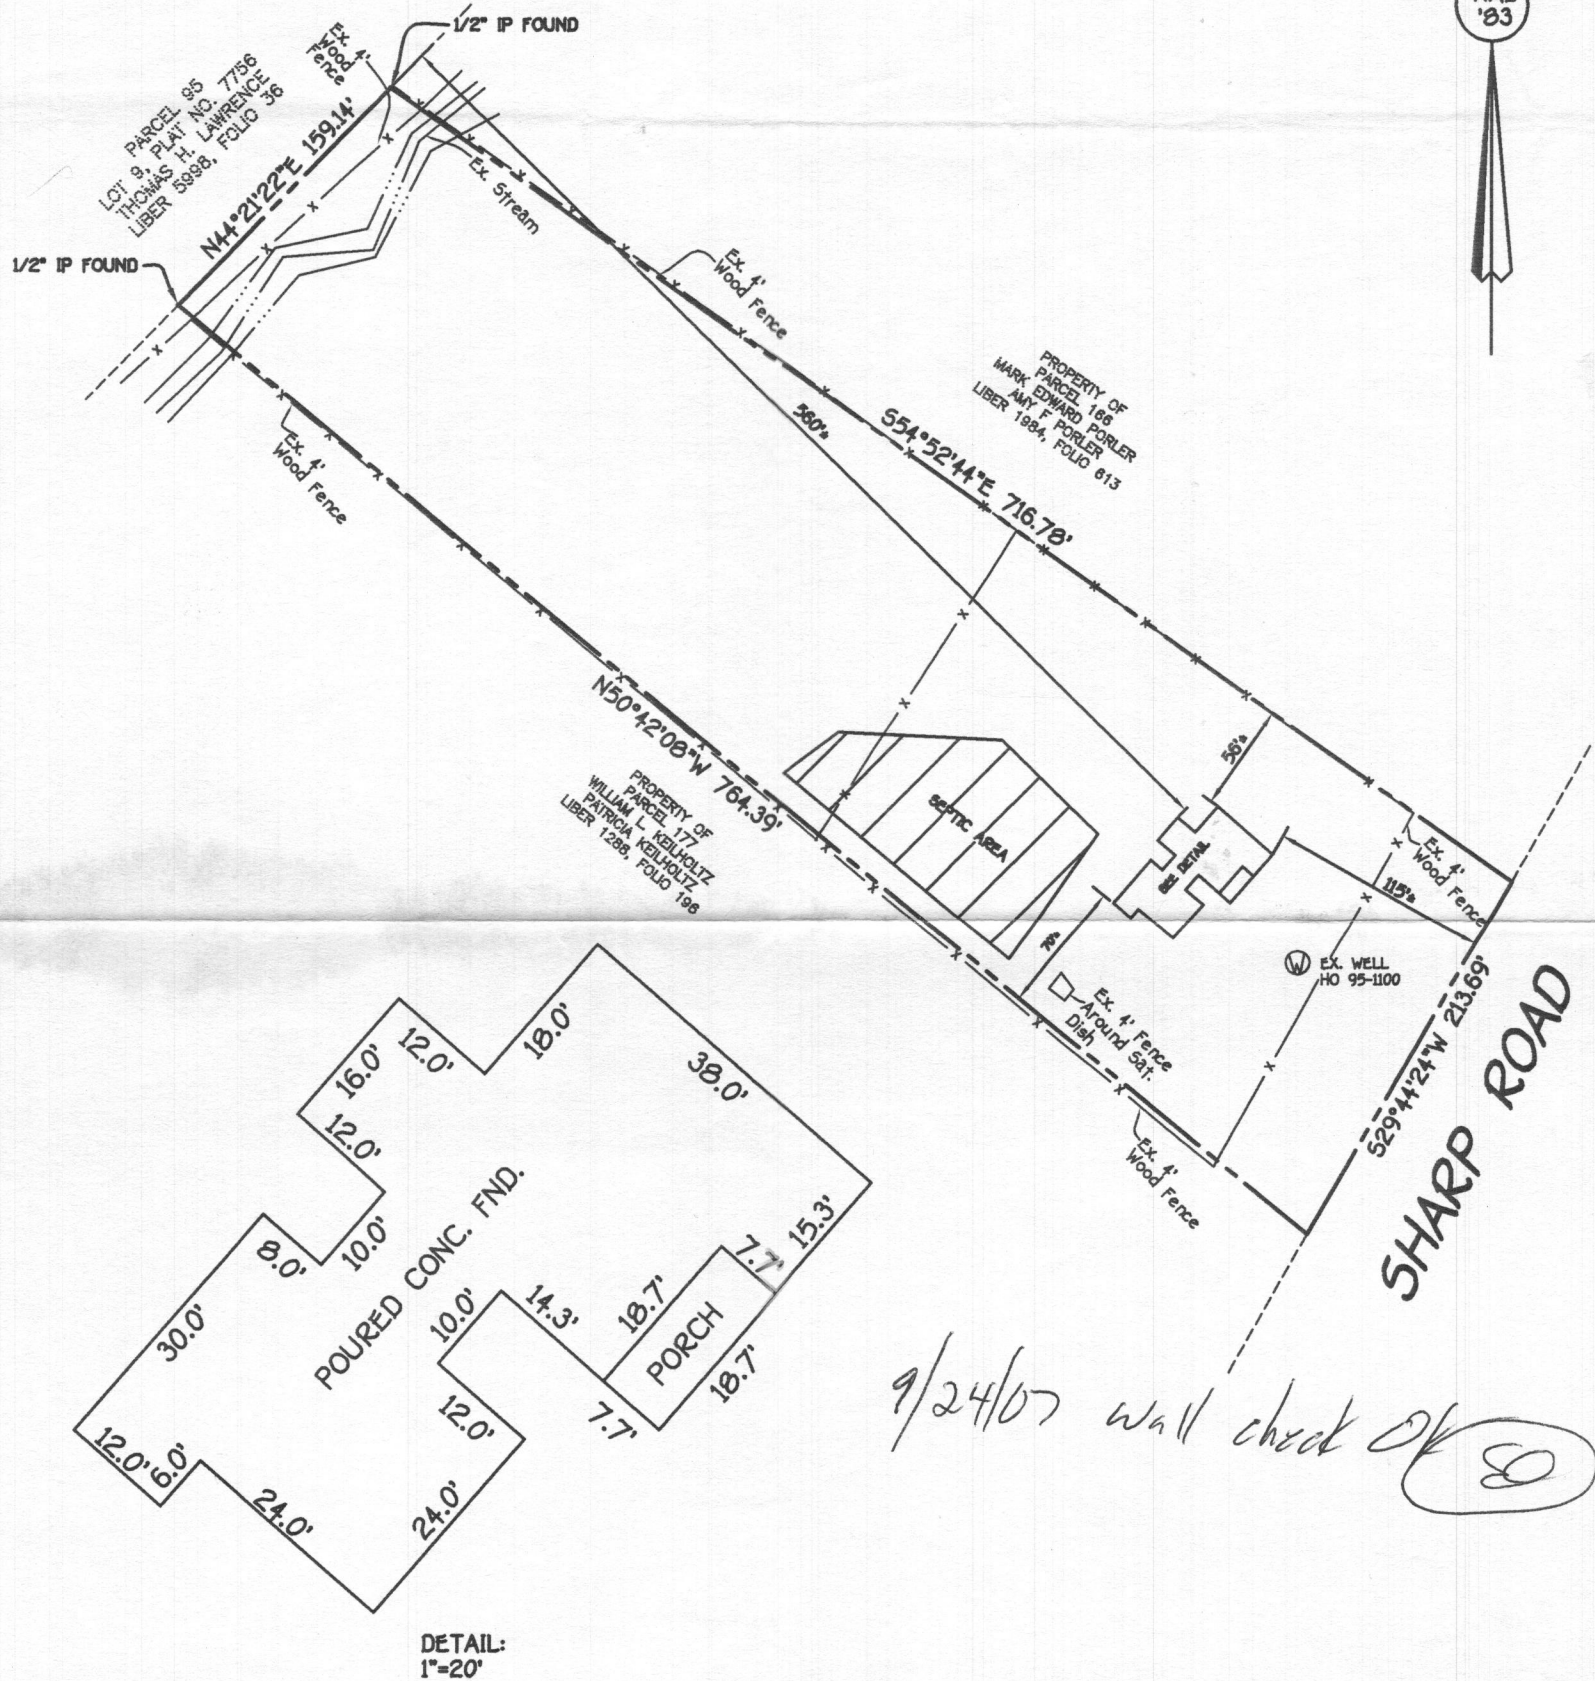 '83
1/2" IP FOUND
Ex. 4'
Wood
Fence
PARCEL 95
LOT 9, PLAT NO. 7756
THOMAS H. LAWRENCE
LIBER 5998, FOLIO 36
N44°21'22"E 159.14'
1/2" IP FOUND
Ex. Stream
Ex. 4'
Wood Fence
PROPERTY OF
PARCEL 166
MARK EDWARD PORLER
AMY F PORLER
LIBER 1984, FOLIO 613
560'±
S54°52'44"E 716.78'
Ex. 4'
Wood Fence
N50°42'08"W 764.39'
PROPERTY OF
PARCEL 177
WILLIAM L. KEILHOLTZ
PATRICIA KEILHOLTZ
LIBER 1286, FOLIO 196
SEPTIC AREA
56'±
SEE DETAIL
Ex. 4'
Wood Fence
115'±
70'±
W EX. WELL
HO 95-1100
Ex. 4' Fence
Around Sat.
Dish
Ex. 4'
Wood Fence
S29°44'24"W 213.69'
SHARP ROAD
18.0'
12.0'
16.0'
12.0'
38.0'
10.0'
8.0'
30.0'
POURED CONC. FND.
15.3'
7.7'
18.7'
PORCH
18.7'
14.3'
10.0'
7.7'
12.0'
12.0'
6.0'
24.0'
24.0'
9/24/07 wall check OK
DETAIL:
1"=20'